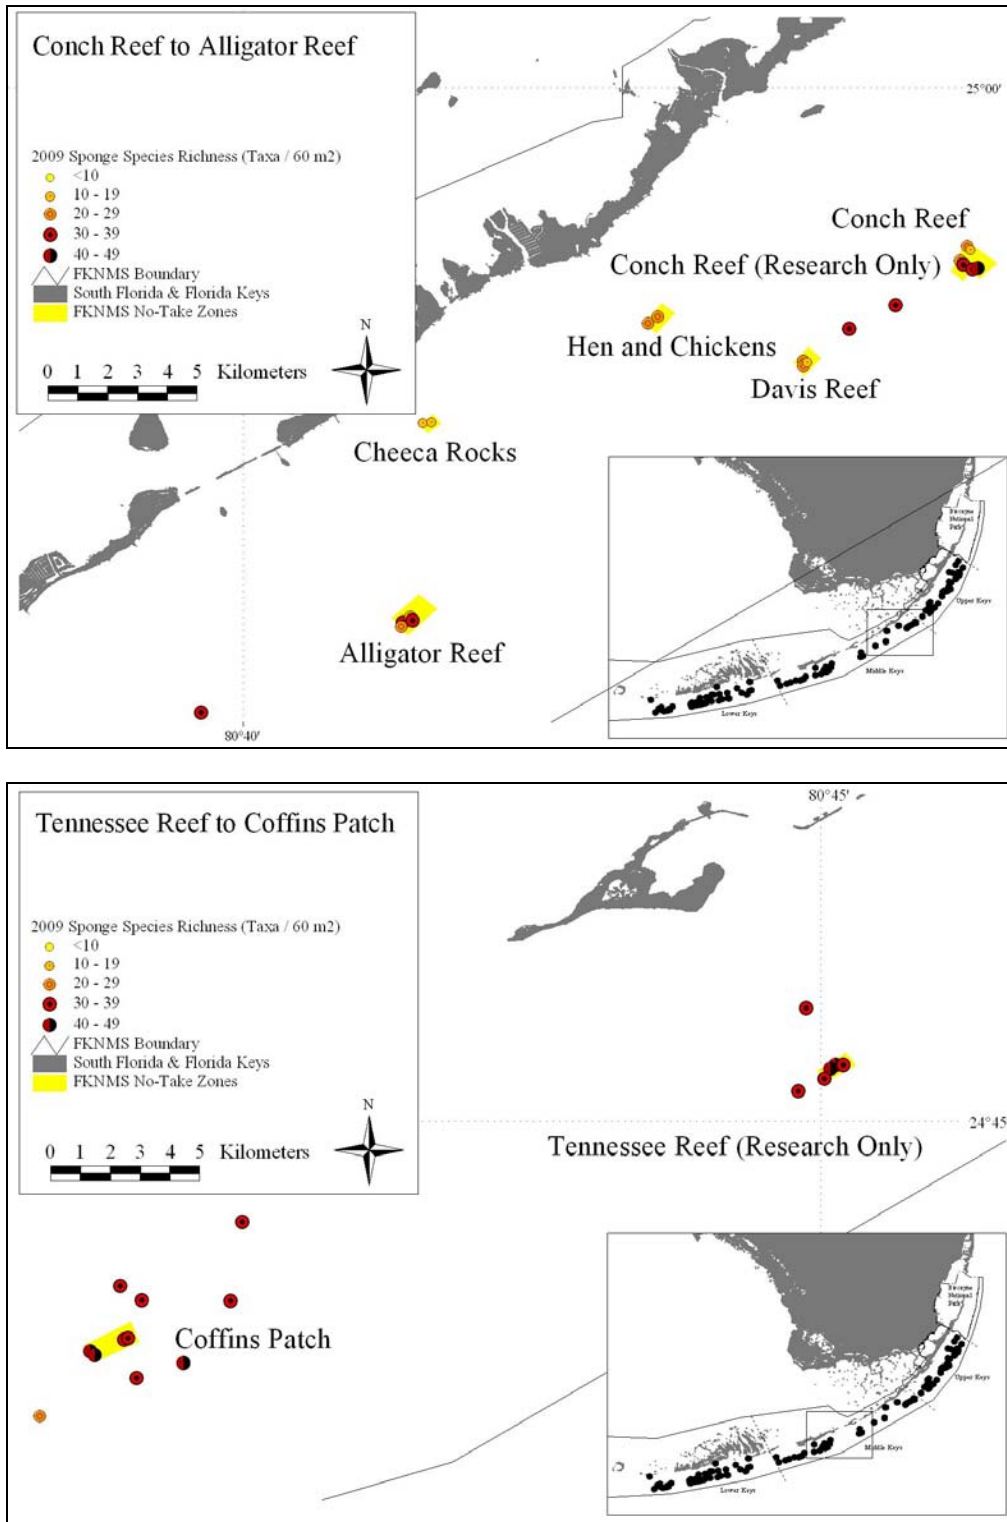 Conch Reef to Alligator Reef
2009 Sponge Species Richness (Taxa / 60 m2)
<10
10 - 19
20 - 29
30 - 39
40 - 49
FKNMS Boundary
South Florida & Florida Keys
FKNMS No-Take Zones
N
0 1 2 3 4 5 Kilometers
25°00'
Conch Reef
Conch Reef (Research Only)
Hen and Chickens
Davis Reef
Cheeca Rocks
Alligator Reef
80°40'
Biscayne
National
Park
Upper Keys
Middle Keys
Lower Keys
Tennessee Reef to Coffins Patch
2009 Sponge Species Richness (Taxa / 60 m2)
<10
10 - 19
20 - 29
30 - 39
40 - 49
FKNMS Boundary
South Florida & Florida Keys
FKNMS No-Take Zones
N
0 1 2 3 4 5 Kilometers
80°45'
24°45'
Tennessee Reef (Research Only)
Coffins Patch
Biscayne
National
Park
Upper Keys
Middle Keys
Lower Keys